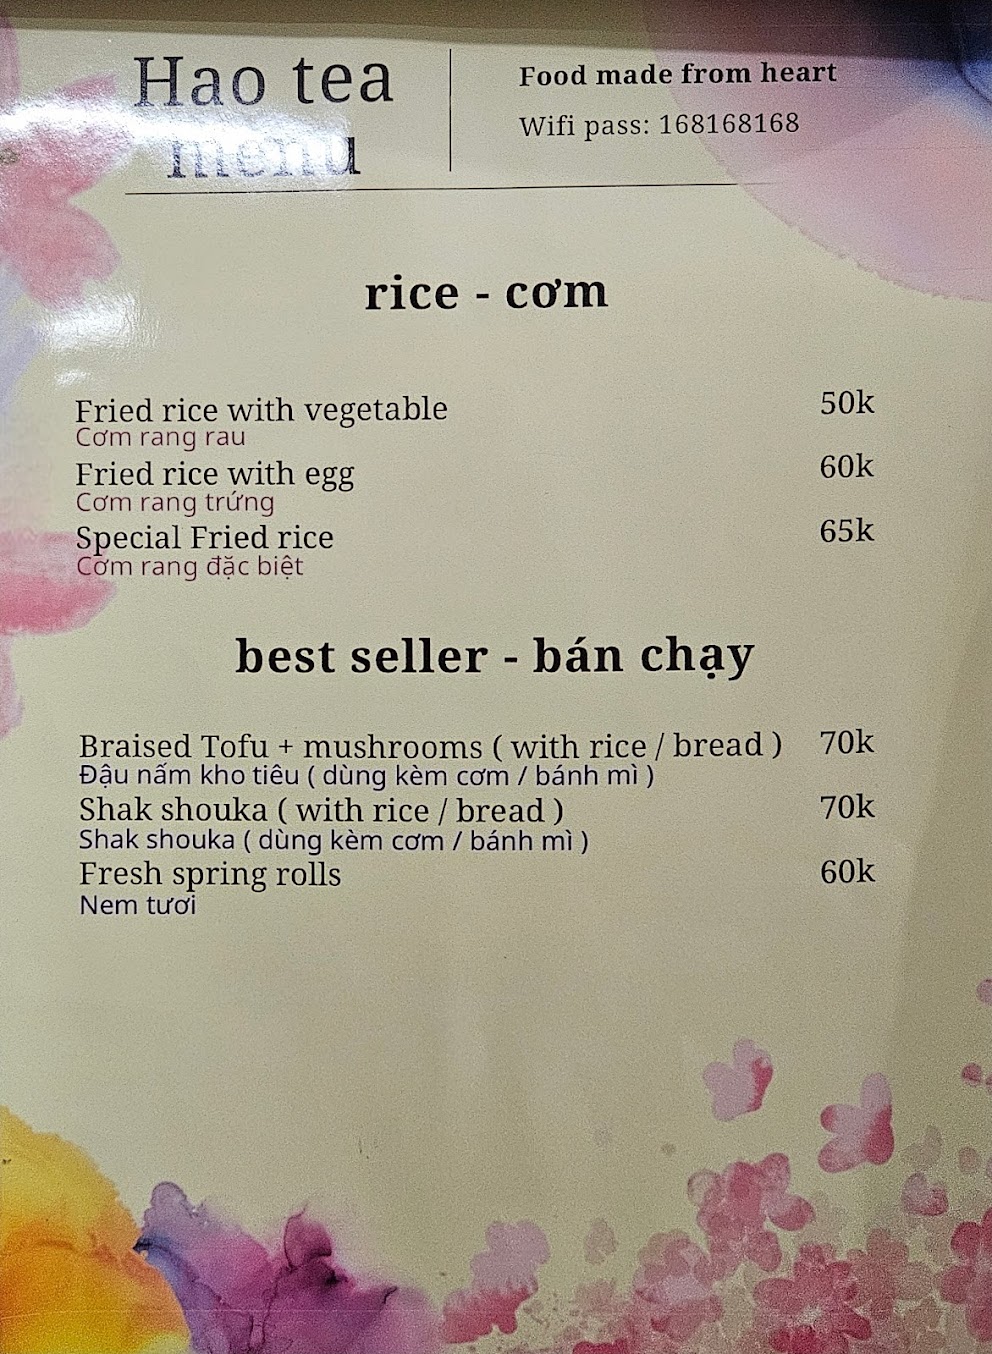 Hao tea
menu
Food made from heart
Wifi pass: 168168168
rice - cơm
Fried rice with vegetable 50k
Cơm rang rau
Fried rice with egg 60k
Cơm rang trứng
Special Fried rice 65k
Cơm rang đặc biệt
best seller - bán chạy
Braised Tofu + mushrooms ( with rice / bread ) 70k
Đậu nấm kho tiêu ( dùng kèm cơm / bánh mì )
Shak shouka ( with rice / bread ) 70k
Shak shouka ( dùng kèm cơm / bánh mì )
Fresh spring rolls 60k
Nem tươi